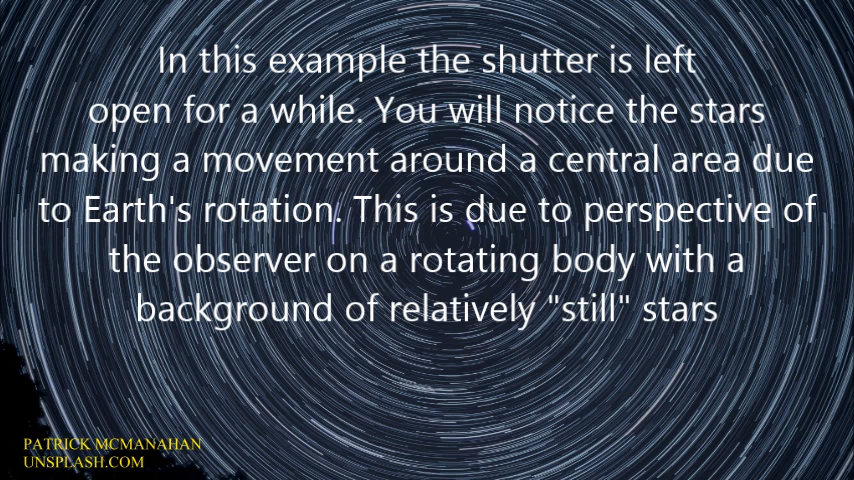 In this example the shutter is left
open for a while. You will notice the stars
making a movement around a central area due
to Earth's rotation. This is due to perspective of
the observer on a rotating body with a
background of relatively "still" stars
PATRICK MCMANAHAN
UNSPLASH.COM